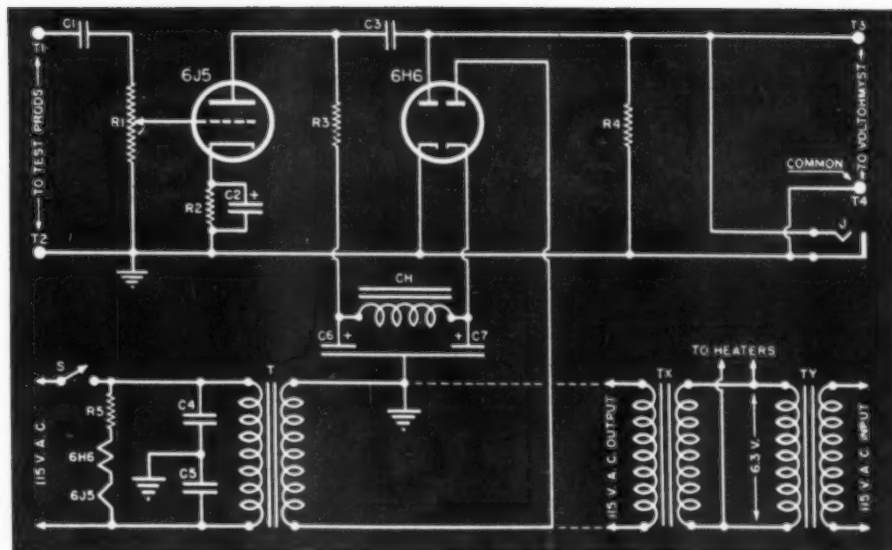 C1
C3
T1
T3
6J5
6H6
TO TEST PRODS
R1
R3
R4
TO VOLTOHMYST
COMMON
T4
R2
C2 +
J
T2
CH
C6 +
+ C7
TO HEATERS
S
T
TX
TY
R5
C4
115 V. A.C.
6H6
6J5
C5
115 V. A.C. OUTPUT
6.3 V.
115 V. A.C. INPUT